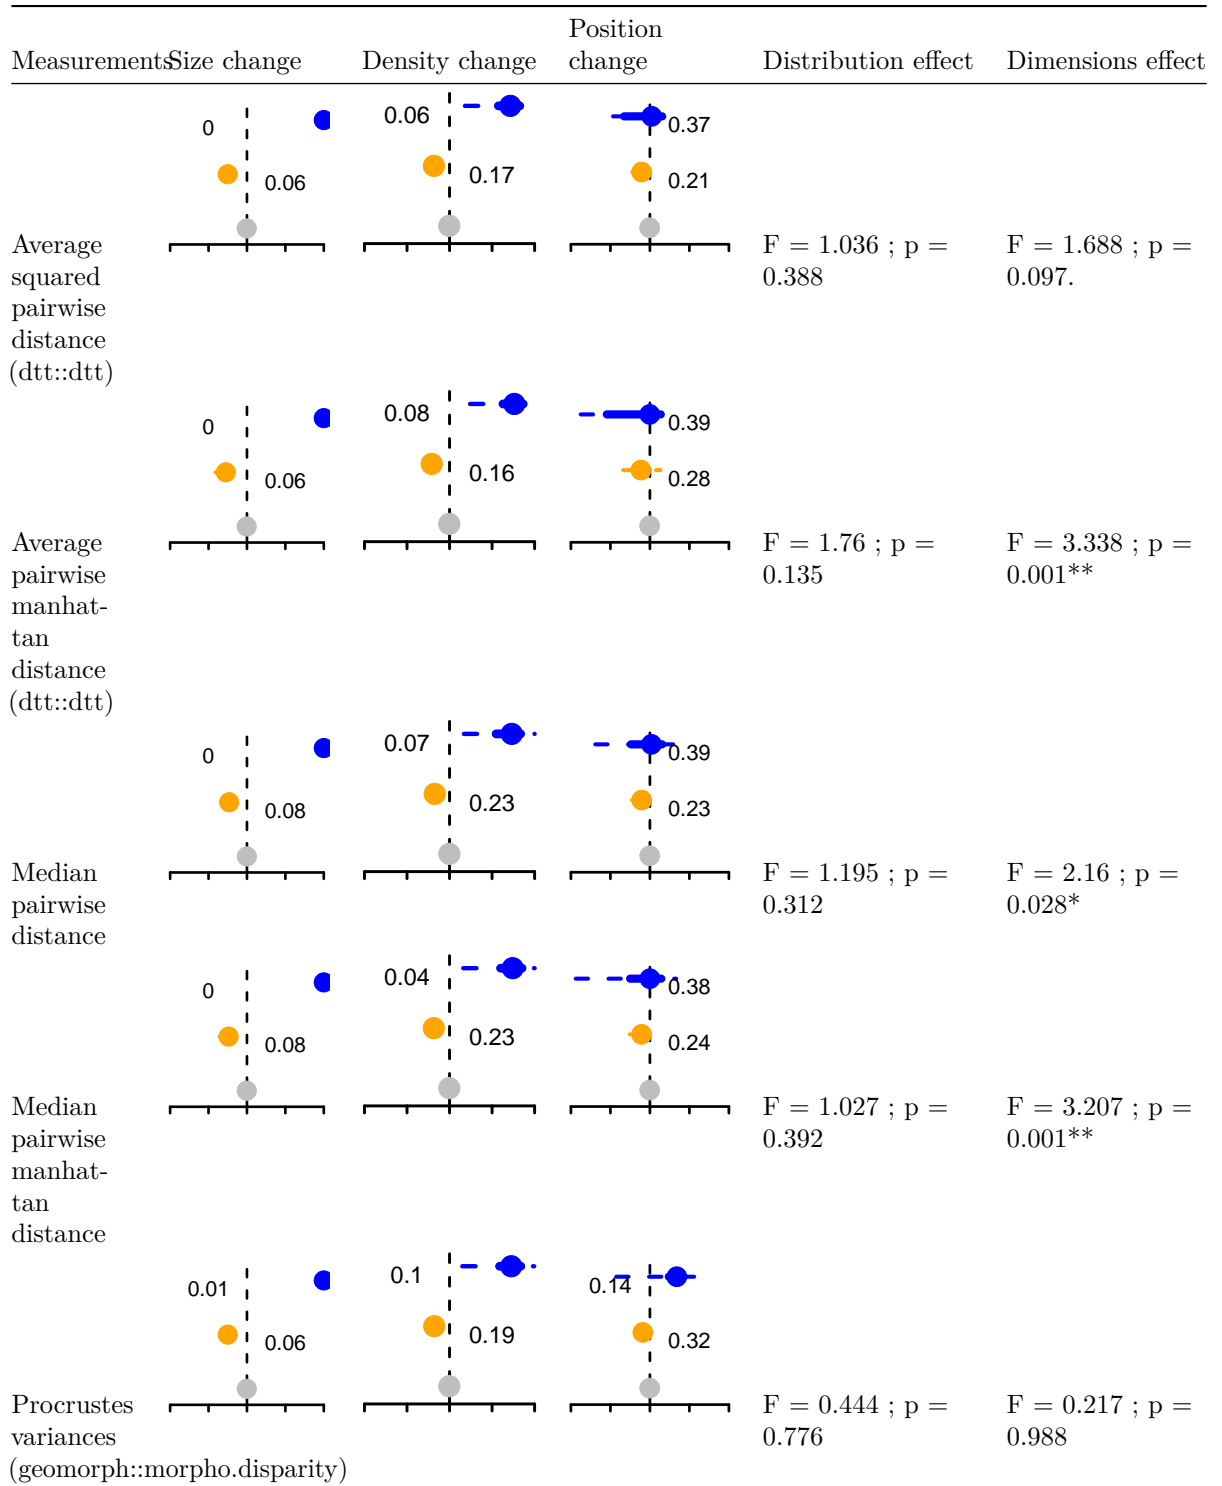 Measurements Size change Density change Position change Distribution effect Dimensions effect
0 0.06 0.37
0.06 0.17 0.21
Average squared pairwise distance (dtt::dtt)
F = 1.036 ; p = 0.388
F = 1.688 ; p = 0.097.
0 0.08 0.39
0.06 0.16 0.28
Average pairwise manhat-
tan distance (dtt::dtt)
F = 1.76 ; p = 0.135
F = 3.338 ; p = 0.001**
0 0.07 0.39
0.08 0.23 0.23
Median pairwise distance
F = 1.195 ; p = 0.312
F = 2.16 ; p = 0.028*
0 0.04 0.38
0.08 0.23 0.24
Median pairwise manhat-
tan distance
F = 1.027 ; p = 0.392
F = 3.207 ; p = 0.001**
0.01 0.1 0.14
0.06 0.19 0.32
Procrustes variances (geomorph::morpho.disparity)
F = 0.444 ; p = 0.776
F = 0.217 ; p = 0.988